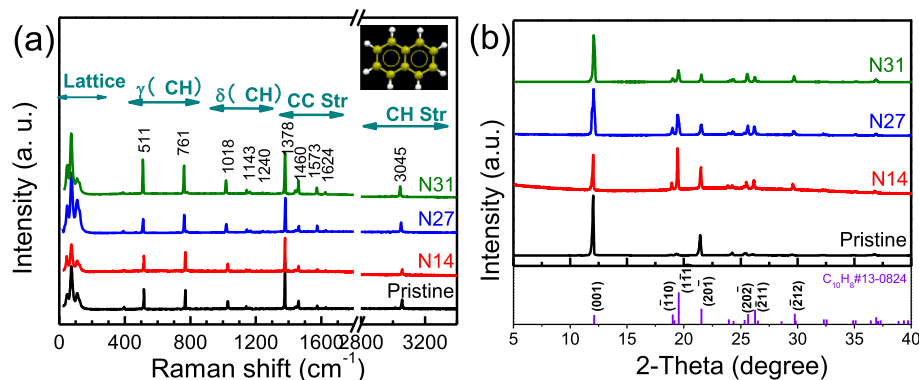 (a)
Lattice
γ( CH)
δ( CH)
CC Str
CH Str
511
761
1018
1143
1240
1378
1460
1573
1624
3045
N31
N27
N14
Pristine
Intensity (a. u.)
0 400 800 1200 1600 2800 3200
Raman shift (cm⁻¹)
(b)
N31
N27
N14
Pristine
C₁₀H₈#13-0824
(001)
(1̄10)
(11̄1)
(201̄)
(202̄)
(2̄11)
(2̄12)
Intensity (a.u.)
5 10 15 20 25 30 35 40
2-Theta (degree)